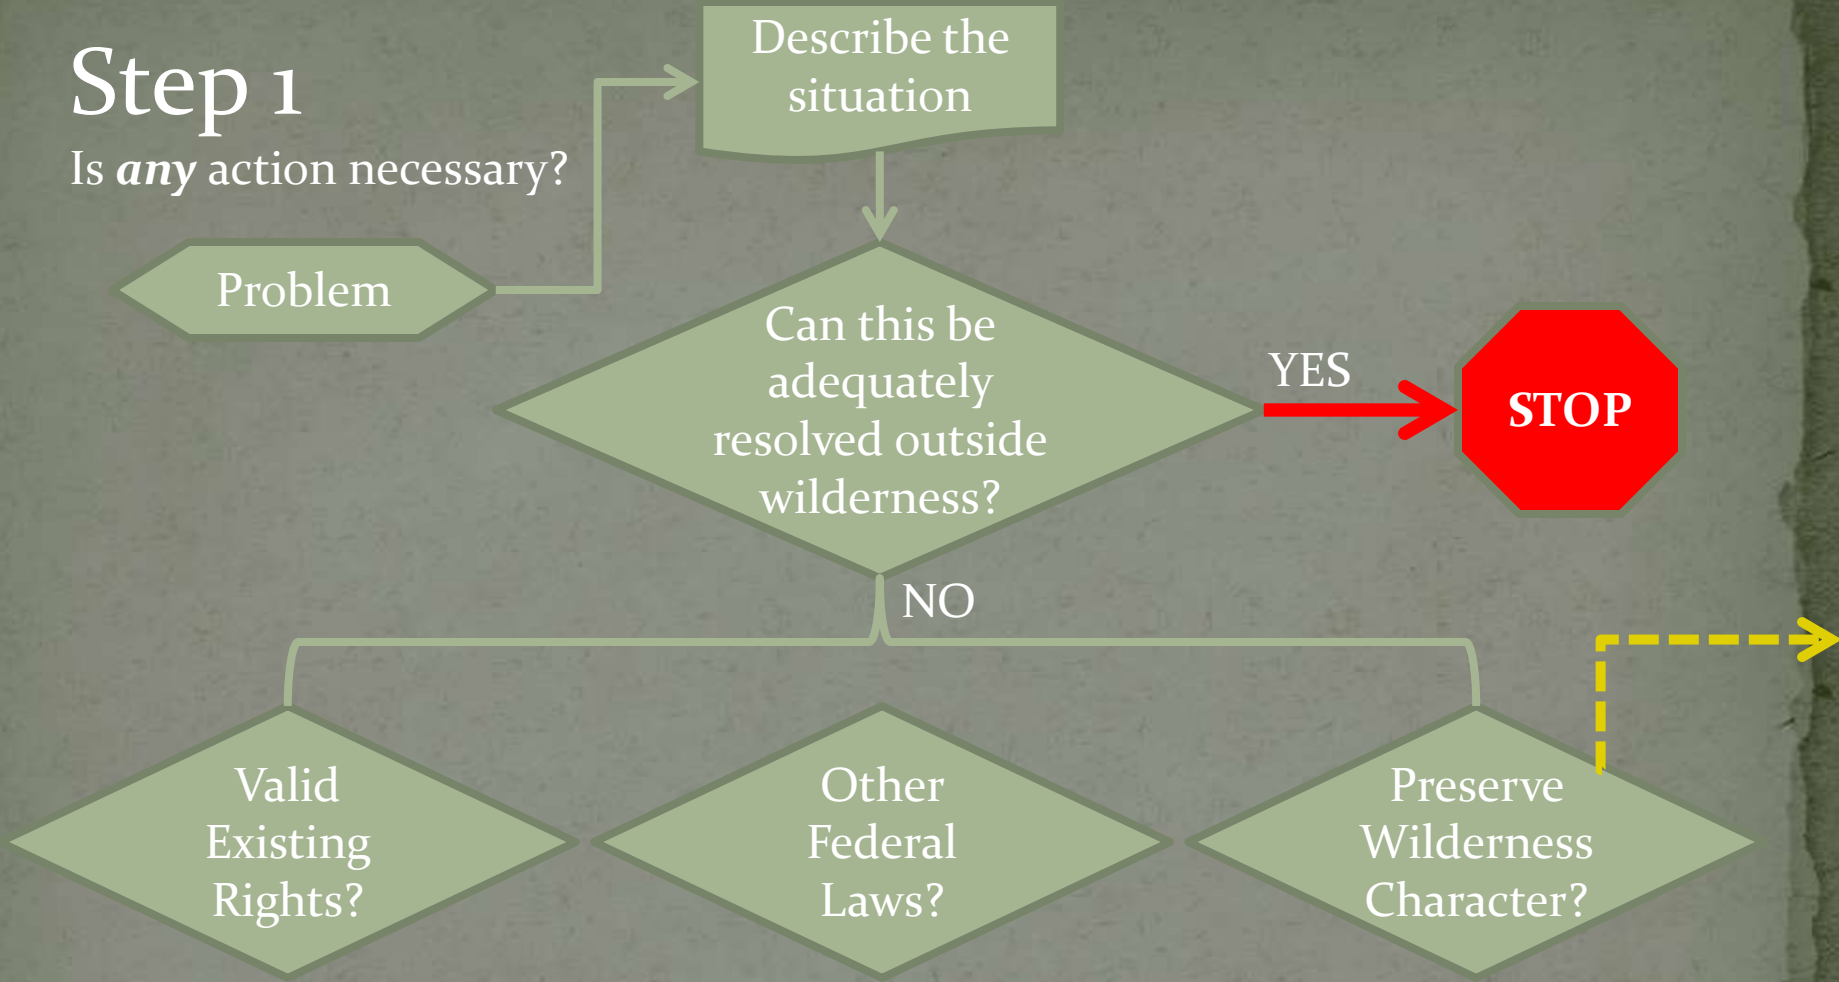 Step 1
Is any action necessary?
Describe the
situation
Problem
Can this be
adequately
resolved outside
wilderness?
YES
STOP
NO
Valid
Existing
Rights?
Other
Federal
Laws?
Preserve
Wilderness
Character?